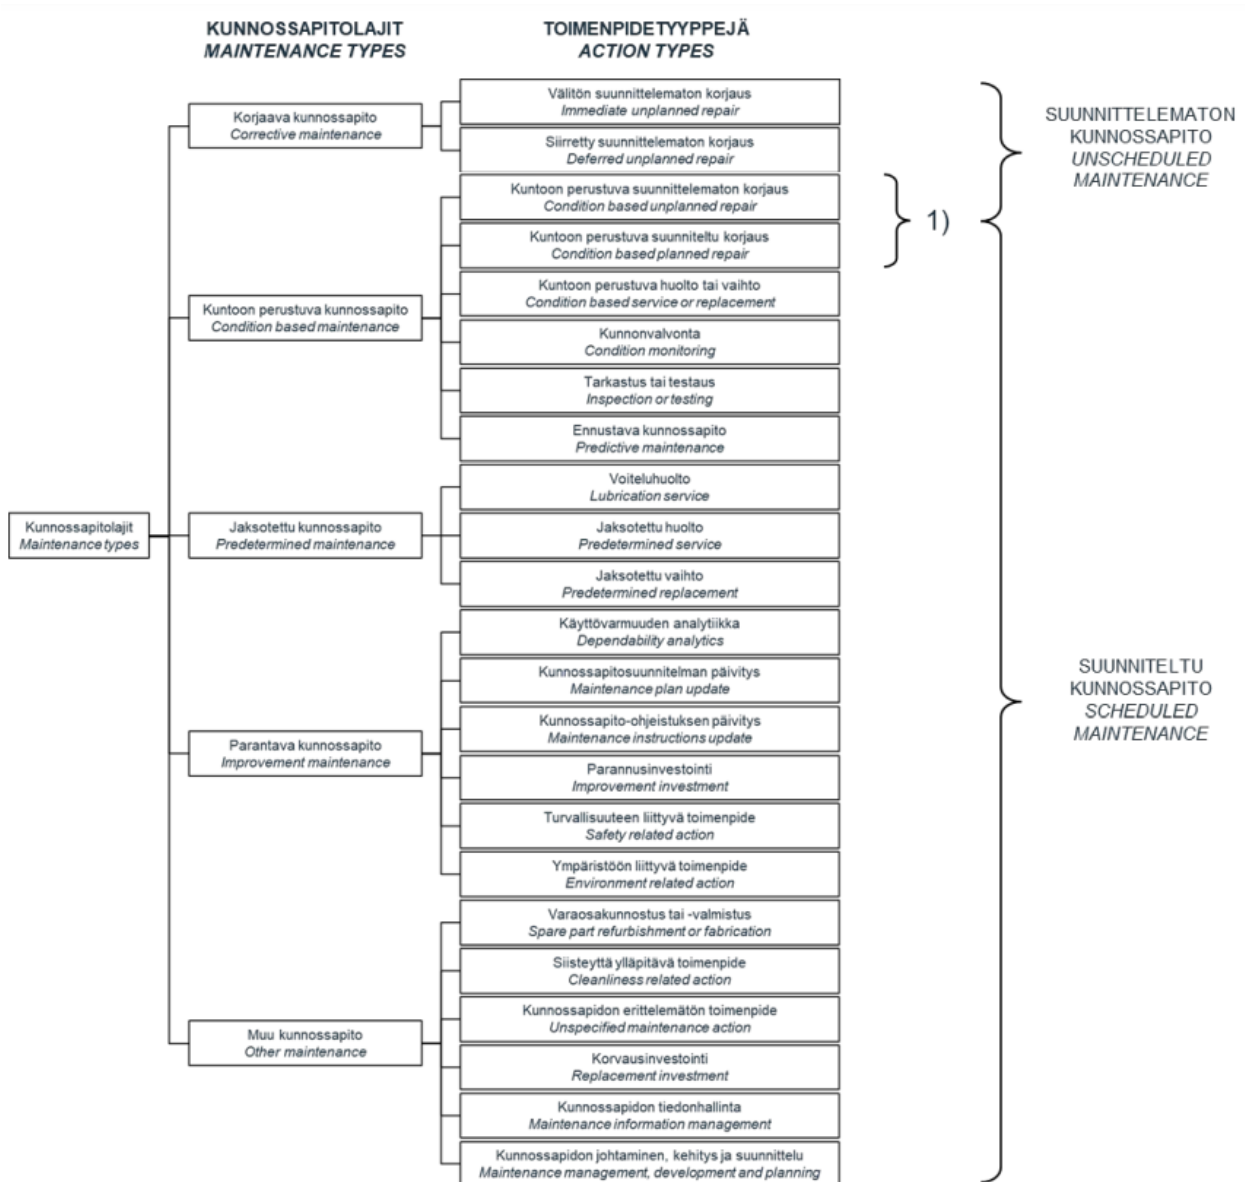 KUNNOSSAPITOLAJIT
MAINTENANCE TYPES
TOIMENPIDETYYPPEJÄ
ACTION TYPES
Kunnossapitolajit
Maintenance types
Korjaava kunnossapito
Corrective maintenance
Välitön suunnittelematon korjaus
Immediate unplanned repair
Siirretty suunnittelematon korjaus
Deferred unplanned repair
Kuntoon perustuva kunnossapito
Condition based maintenance
Kuntoon perustuva suunnittelematon korjaus
Condition based unplanned repair
Kuntoon perustuva suunniteltu korjaus
Condition based planned repair
Kuntoon perustuva huolto tai vaihto
Condition based service or replacement
Kunnonvalvonta
Condition monitoring
Tarkastus tai testaus
Inspection or testing
Ennustava kunnossapito
Predictive maintenance
Jaksotettu kunnossapito
Predetermined maintenance
Voiteluhuolto
Lubrication service
Jaksotettu huolto
Predetermined service
Jaksotettu vaihto
Predetermined replacement
Parantava kunnossapito
Improvement maintenance
Käyttövarmuuden analytiikka
Dependability analytics
Kunnossapitosuunnitelman päivitys
Maintenance plan update
Kunnossapito-ohjeistuksen päivitys
Maintenance instructions update
Parannusinvestointi
Improvement investment
Turvallisuuteen liittyvä toimenpide
Safety related action
Ympäristöön liittyvä toimenpide
Environment related action
Muu kunnossapito
Other maintenance
Varaosakunnostus tai -valmistus
Spare part refurbishment or fabrication
Siisteyttä ylläpitävä toimenpide
Cleanliness related action
Kunnossapidon erittelemätön toimenpide
Unspecified maintenance action
Korvausinvestointi
Replacement investment
Kunnossapidon tiedonhallinta
Maintenance information management
Kunnossapidon johtaminen, kehitys ja suunnittelu
Maintenance management, development and planning
1)
SUUNNITTELEMATON
KUNNOSSAPITO
UNSCHEDULED
MAINTENANCE
SUUNNITELTU
KUNNOSSAPITO
SCHEDULED
MAINTENANCE